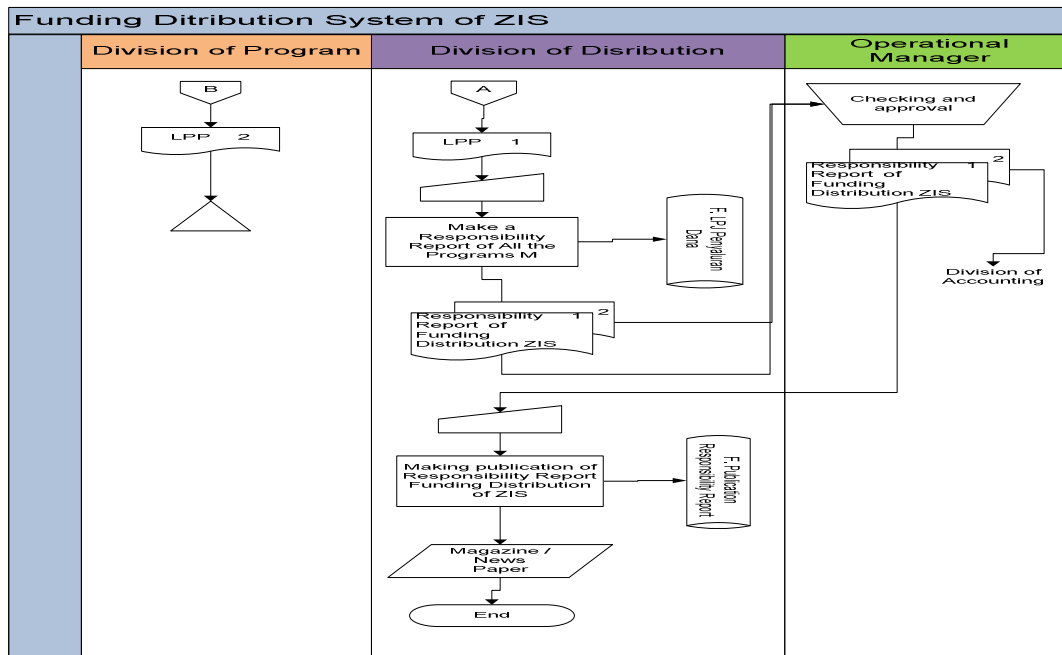 Funding Ditribution System of ZIS
Division of Program
Division of Disribution
Operational
Manager
B
LPP 2
A
LPP 1
Make a
Responsibility
Report of All the
Programs M
F. LPJ Penyaluran
Dana
2
Responsibility 1
Report of
Funding
Distribution ZIS
Checking and
approval
2
Responsibility 1
Report of
Funding
Distribution ZIS
Division of
Accounting
Making publication of
Responsibility Report
Funding Distribution
of ZIS
F. Publication
Responsibility Report
Magazine /
News
Paper
End